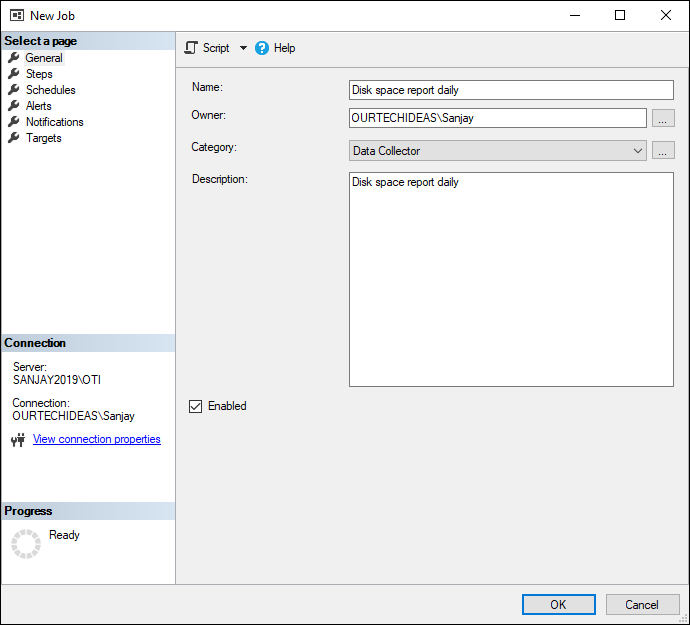 New Job
Select a page
General
Steps
Schedules
Alerts
Notifications
Targets
Script Help
Name: Disk space report daily
Owner: OURTECHIDEAS\Sanjay ...
Category: Data Collector ...
Description: Disk space report daily
Enabled
Connection
Server:
SANJAY2019\OTI
Connection:
OURTECHIDEAS\Sanjay
View connection properties
Progress
Ready
OK Cancel